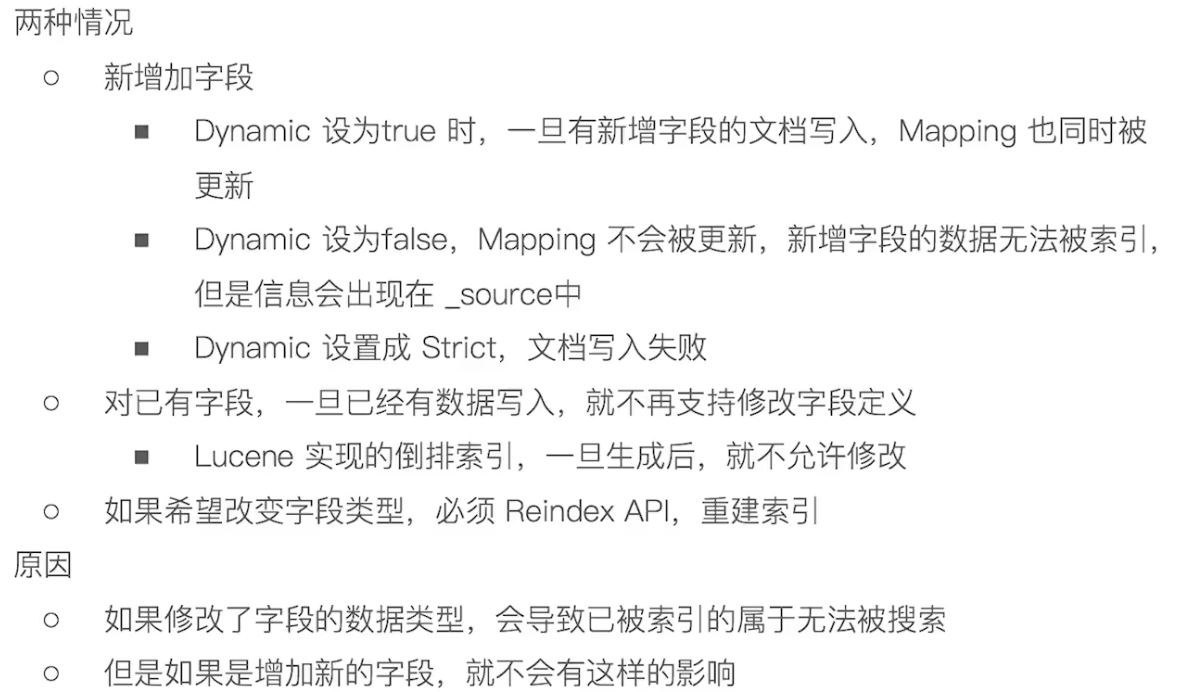 两种情况
○ 新增加字段
■ Dynamic 设为true 时，一旦有新增字段的文档写入，Mapping 也同时被
更新
■ Dynamic 设为false，Mapping 不会被更新，新增字段的数据无法被索引，
但是信息会出现在 _source中
■ Dynamic 设置成 Strict，文档写入失败
○ 对已有字段，一旦已经有数据写入，就不再支持修改字段定义
■ Lucene 实现的倒排索引，一旦生成后，就不允许修改
○ 如果希望改变字段类型，必须 Reindex API，重建索引
原因
○ 如果修改了字段的数据类型，会导致已被索引的属于无法被搜索
○ 但是如果是增加新的字段，就不会有这样的影响